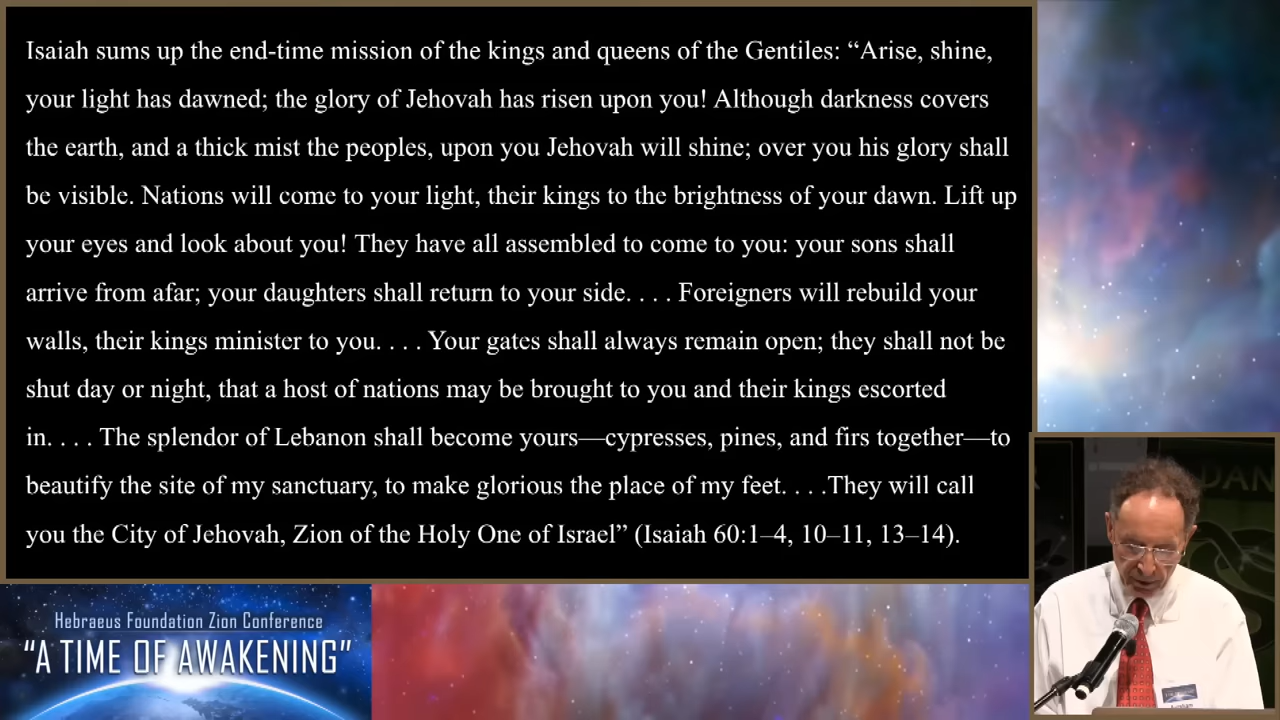 Isaiah sums up the end-time mission of the kings and queens of the Gentiles: “Arise, shine,
your light has dawned; the glory of Jehovah has risen upon you! Although darkness covers
the earth, and a thick mist the peoples, upon you Jehovah will shine; over you his glory shall
be visible. Nations will come to your light, their kings to the brightness of your dawn. Lift up
your eyes and look about you! They have all assembled to come to you: your sons shall
arrive from afar; your daughters shall return to your side. . . . Foreigners will rebuild your
walls, their kings minister to you. . . . Your gates shall always remain open; they shall not be
shut day or night, that a host of nations may be brought to you and their kings escorted
in. . . . The splendor of Lebanon shall become yours—cypresses, pines, and firs together—to
beautify the site of my sanctuary, to make glorious the place of my feet. . . .They will call
you the City of Jehovah, Zion of the Holy One of Israel” (Isaiah 60:1–4, 10–11, 13–14).
Hebraeus Foundation Zion Conference
“A TIME OF AWAKENING”
DAN